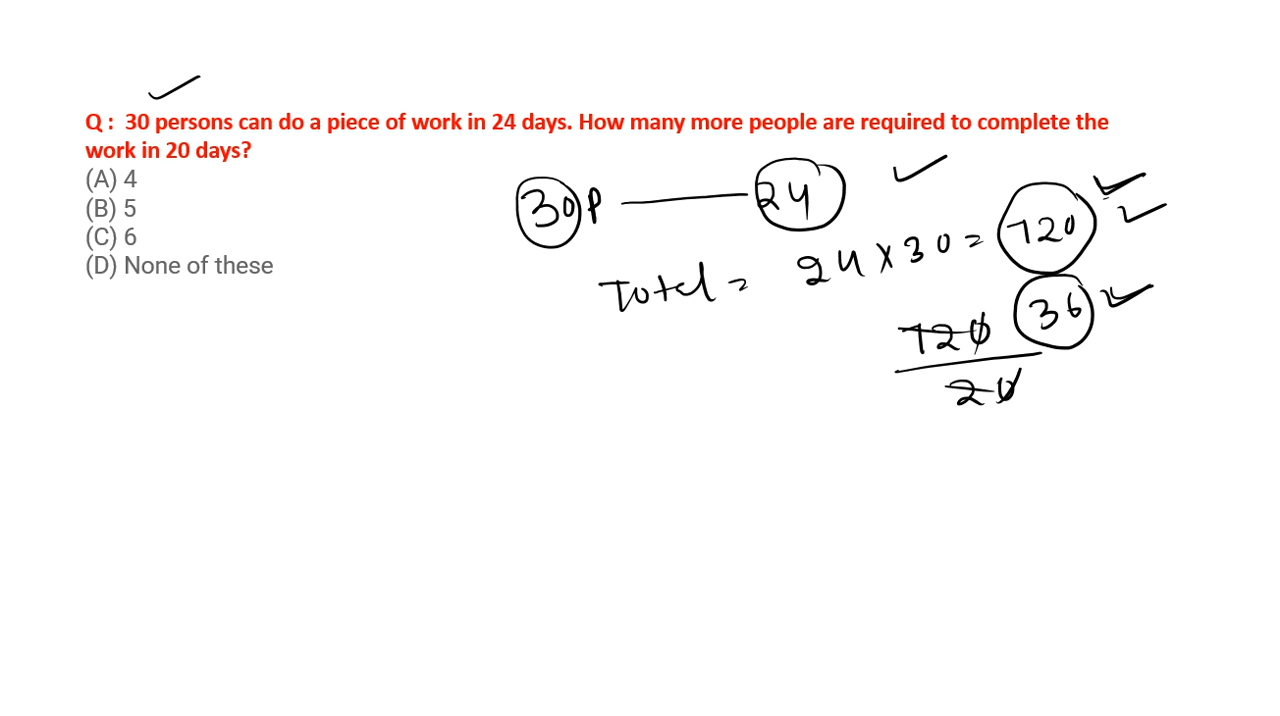 Q : 30 persons can do a piece of work in 24 days. How many more people are required to complete the
work in 20 days?
(A) 4
(B) 5
(C) 6
(D) None of these
30 P 24
Total = 24 x 30 = 720
720 36
20